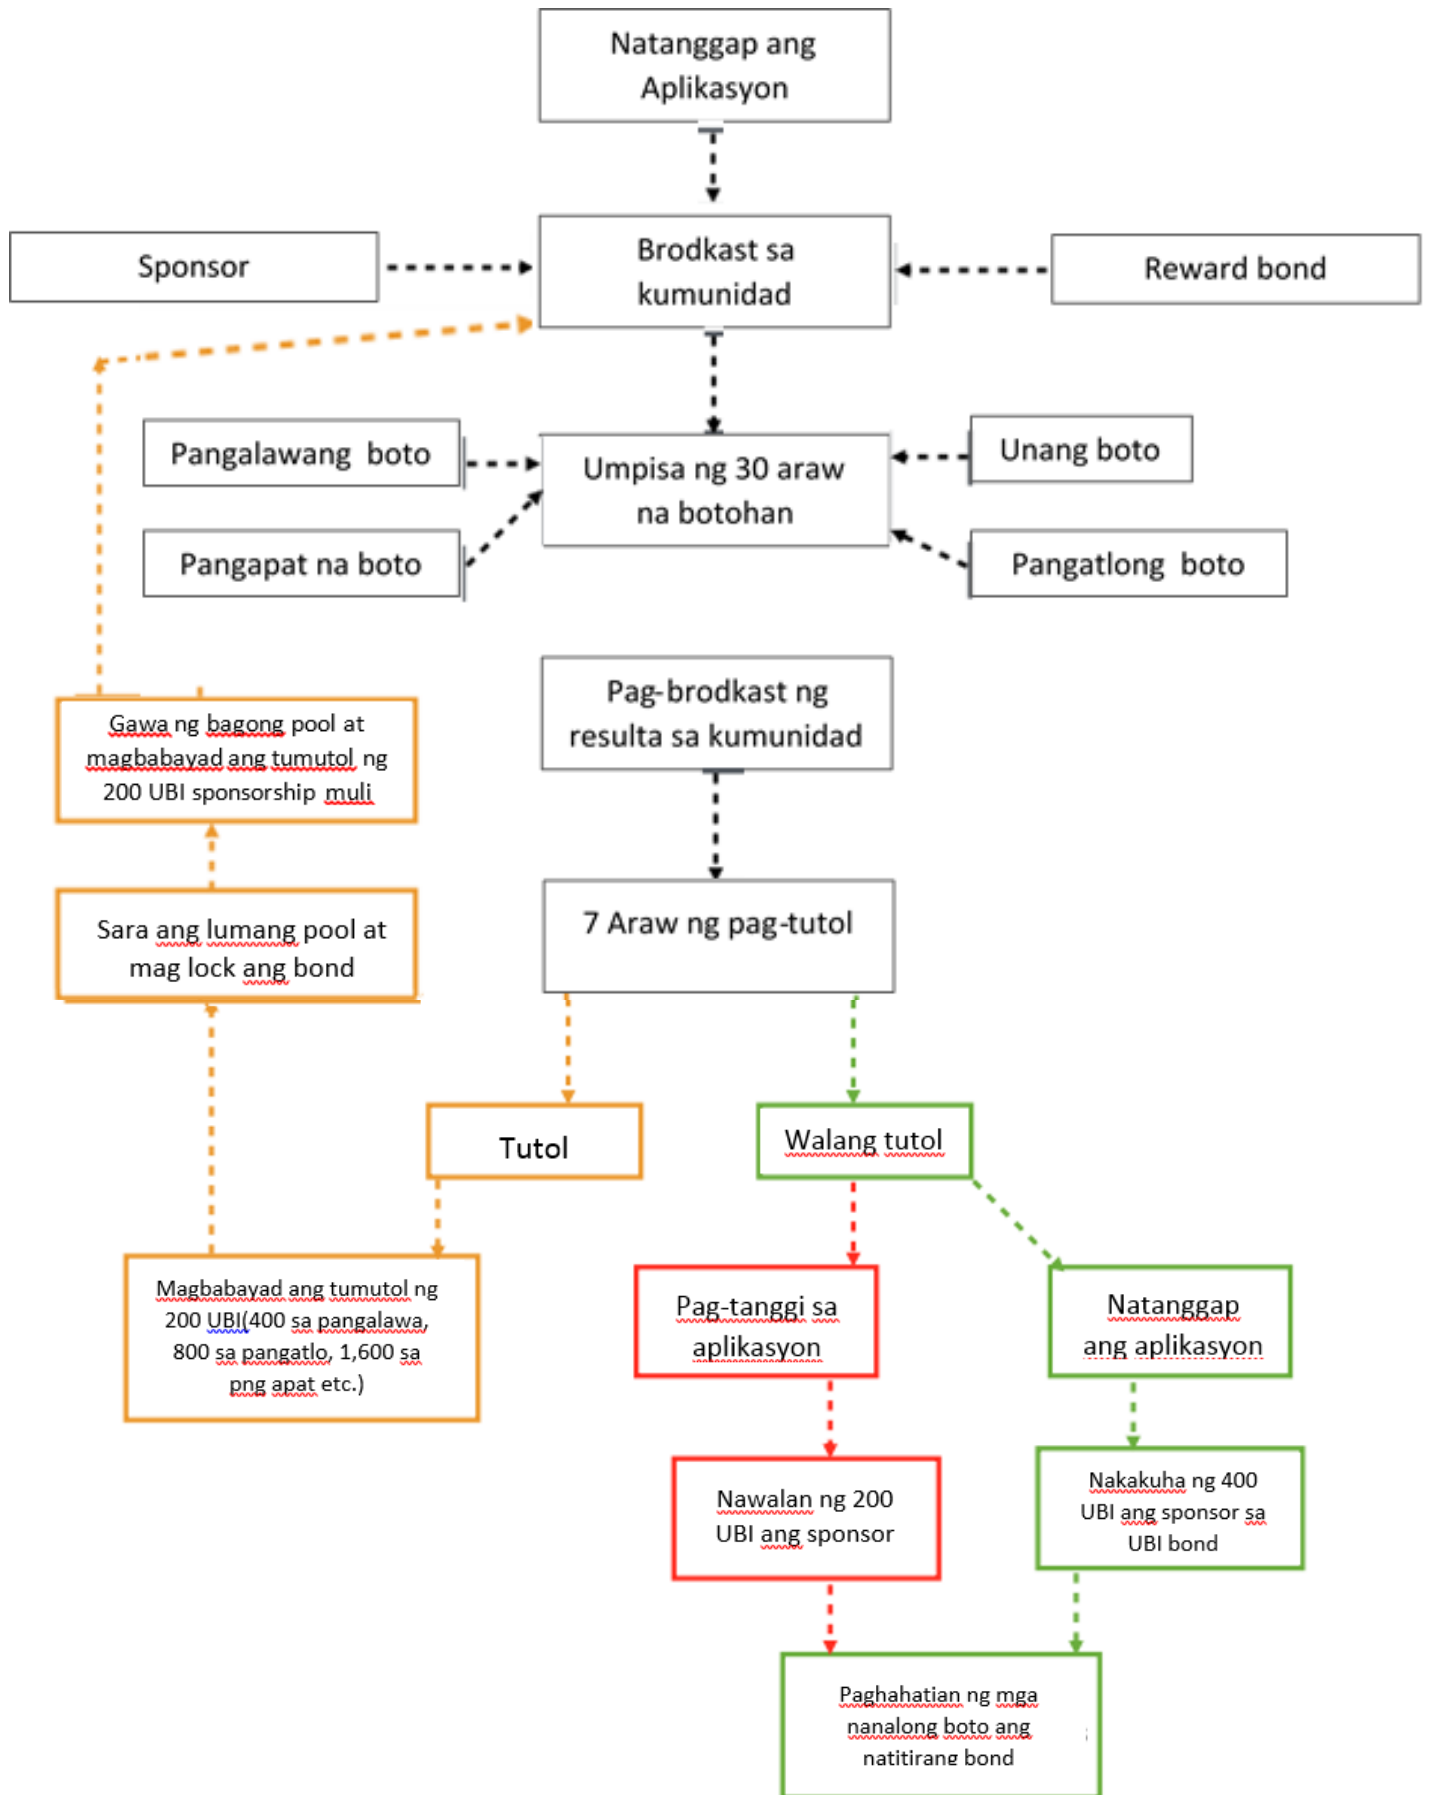 Natanggap ang
Aplikasyon
Sponsor
Brodkast sa
kumunidad
Reward bond
Pangalawang boto
Umpisa ng 30 araw
na botohan
Unang boto
Pangapat na boto
Pangatlong boto
Pag-brodkast ng
resulta sa kumunidad
Gawa ng bagong pool at
magbabayad ang tumutol ng
200 UBI sponsorship muli
Sara ang lumang pool at
mag lock ang bond
7 Araw ng pag-tutol
Tutol
Walang tutol
Magbabayad ang tumutol ng
200 UBI(400 sa pangalawa,
800 sa pangatlo, 1,600 sa
png apat etc.)
Pag-tanggi sa
aplikasyon
Natanggap
ang aplikasyon
Nawalan ng 200
UBI ang sponsor
Nakakuha ng 400
UBI ang sponsor sa
UBI bond
Paghahatian ng mga
nanalong boto ang
natitirang bond